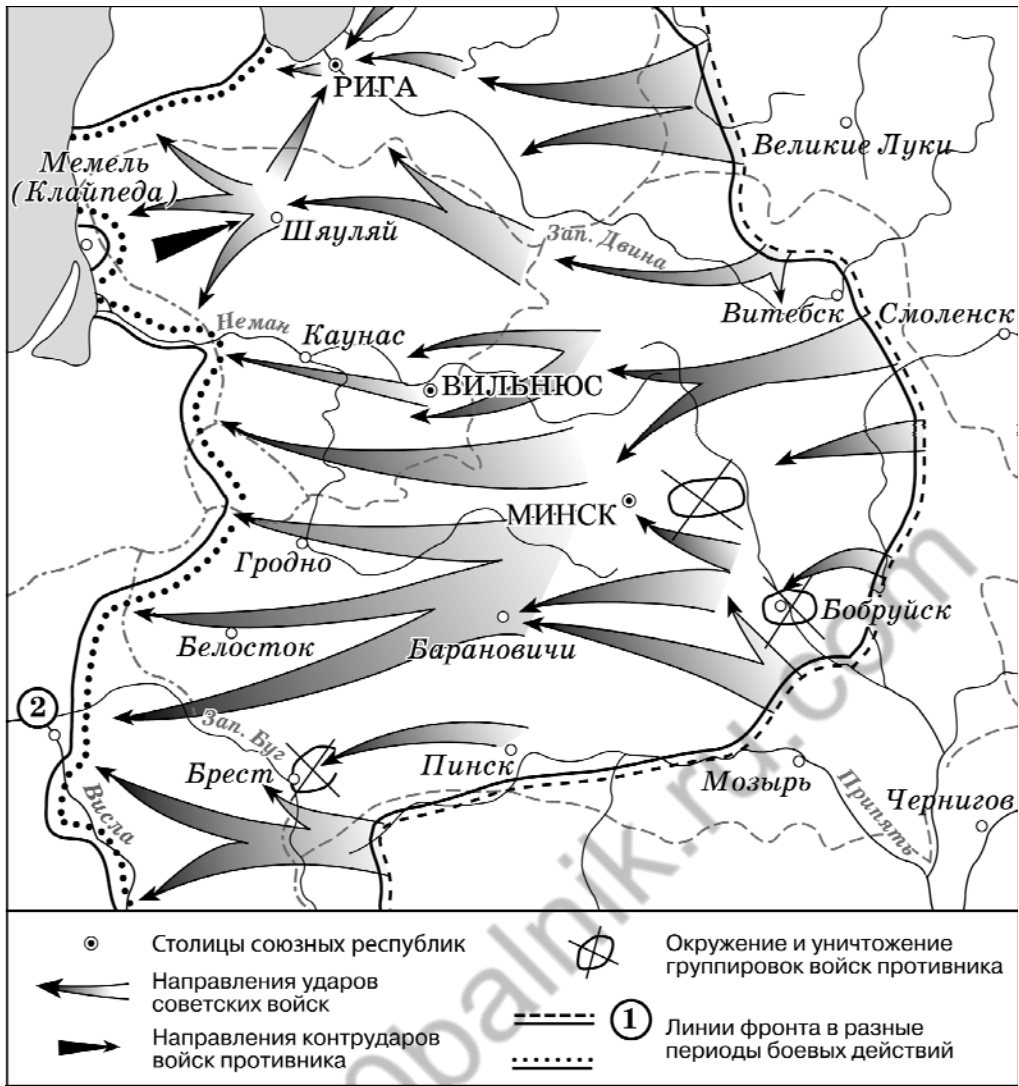 РИГА
Великие Луки
Мемель
(Клайпеда)
Шяуляй
Зап. Двина
Витебск
Смоленск
Неман
Каунас
ВИЛЬНЮС
МИНСК
Гродно
Бобруйск
Белосток
Барановичи
2
Зап. Буг
Брест
Пинск
Мозырь
Висла
Припять
Чернигов
Столицы союзных республик
Направления ударов
советских войск
Направления контрударов
войск противника
Окружение и уничтожение
группировок войск противника
1
Линии фронта в разные
периоды боевых действий